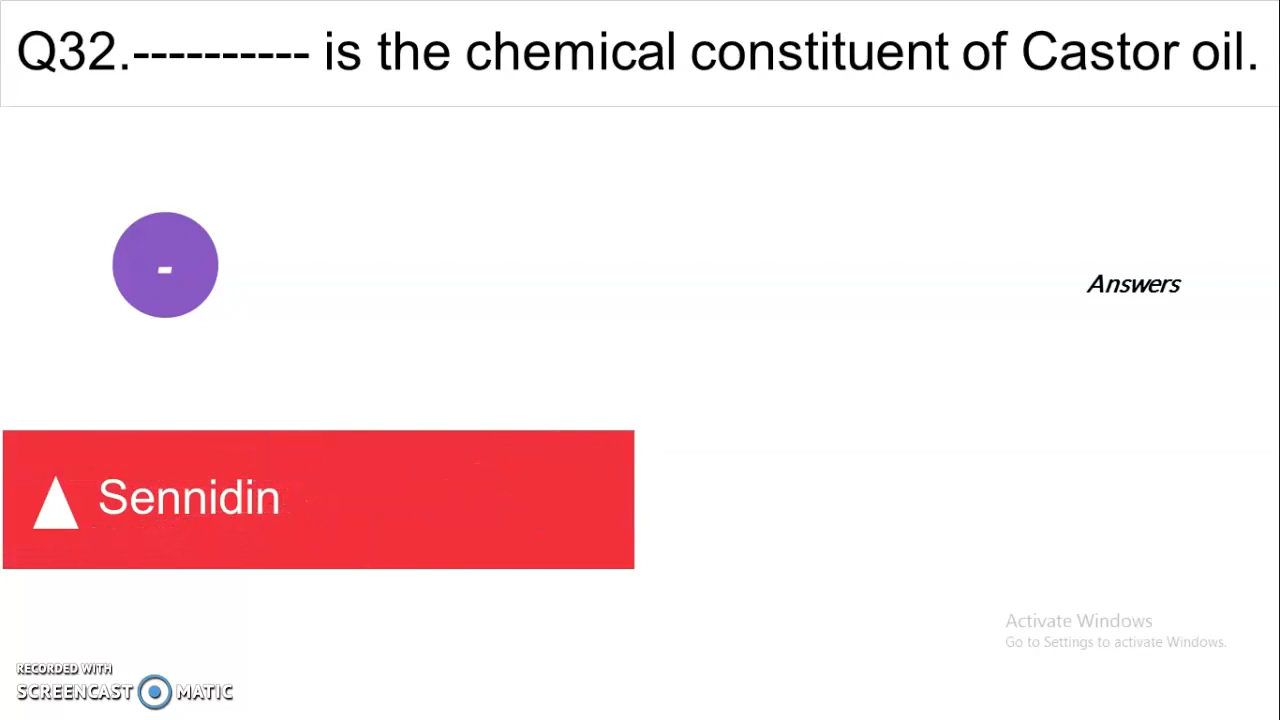 Q32.---------- is the chemical constituent of Castor oil.
-
Answers
Sennidin
Activate Windows
Go to Settings to activate Windows.
RECORDED WITH
SCREENCAST MATIC